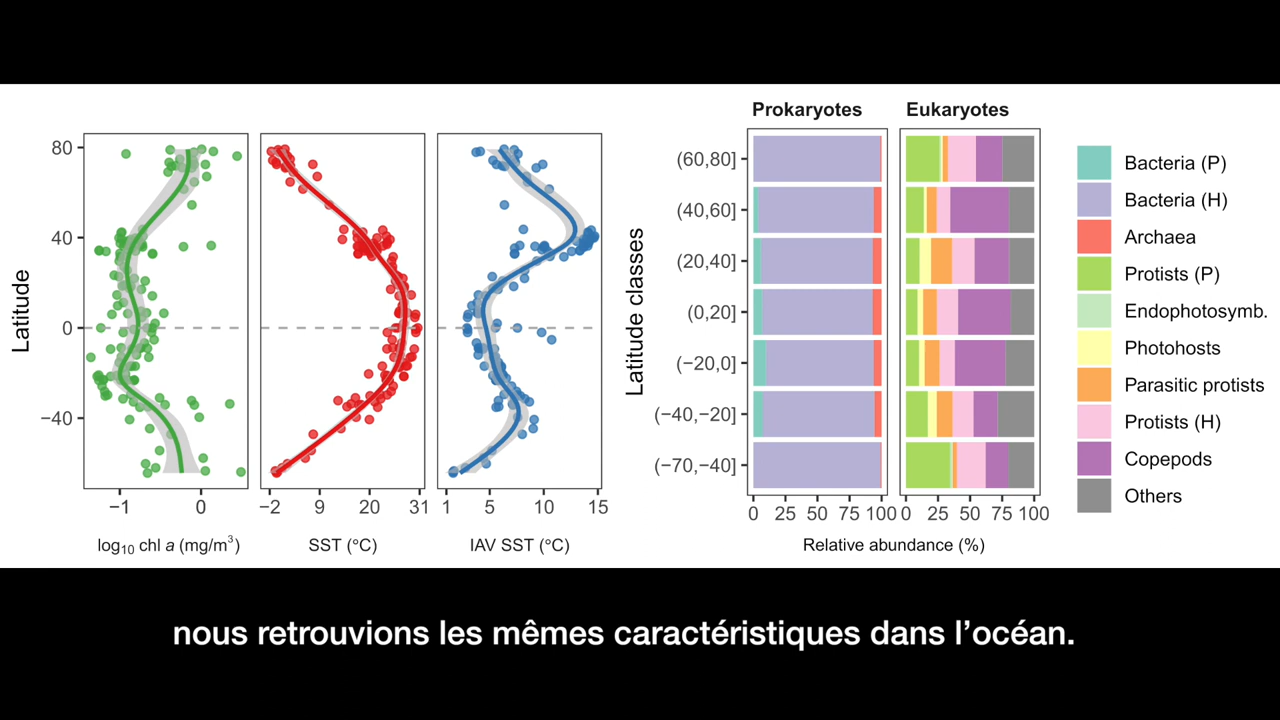 Prokaryotes
Eukaryotes
Latitude
80
40
0
−40
−1
0
log₁₀ chl a (mg/m³)
−2
9
20
31
SST (°C)
1
5
10
15
IAV SST (°C)
Latitude classes
(60,80]
(40,60]
(20,40]
(0,20]
(−20,0]
(−40,−20]
(−70,−40]
0 25 50 75 100
0 25 50 75 100
Relative abundance (%)
Bacteria (P)
Bacteria (H)
Archaea
Protists (P)
Endophotosymb.
Photohosts
Parasitic protists
Protists (H)
Copepods
Others
nous retrouvions les mêmes caractéristiques dans l’océan.